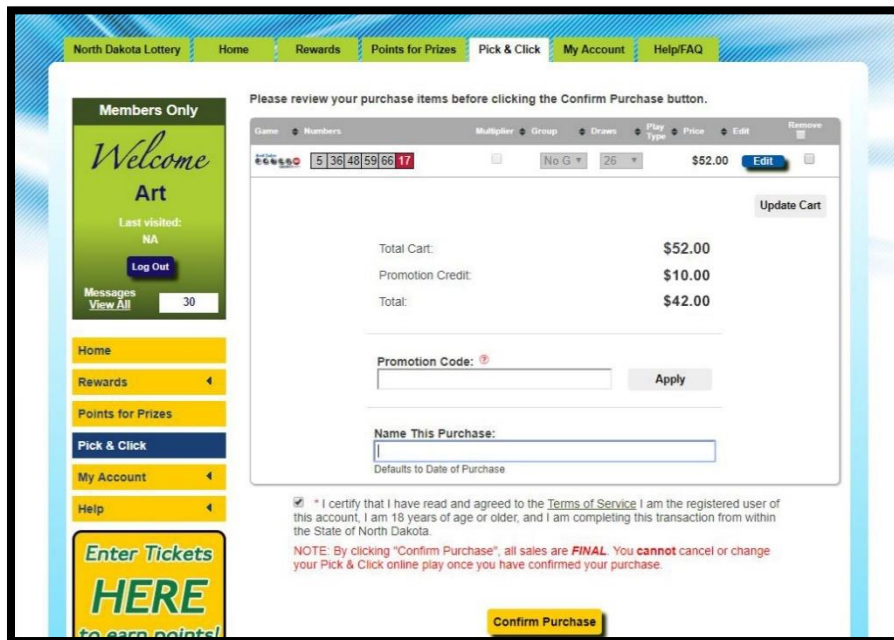 North Dakota Lottery Home Rewards Points for Prizes Pick & Click My Account Help/FAQ
Members Only
Welcome
Art
Last visited:
NA
Log Out
Messages
View All 30
Home
Rewards
Points for Prizes
Pick & Click
My Account
Help
Enter Tickets
HERE
to earn points!
Please review your purchase items before clicking the Confirm Purchase button.
Game Numbers Multiplier Group Draws Play Type Price Edit Remove
5 36 48 59 66 17 No G 26 $52.00 Edit
Update Cart
Total Cart: $52.00
Promotion Credit: $10.00
Total: $42.00
Promotion Code:
Apply
Name This Purchase:
Defaults to Date of Purchase
* I certify that I have read and agreed to the Terms of Service I am the registered user of
this account, I am 18 years of age or older, and I am completing this transaction from within
the State of North Dakota.
NOTE: By clicking "Confirm Purchase", all sales are FINAL. You cannot cancel or change
your Pick & Click online play once you have confirmed your purchase.
Confirm Purchase